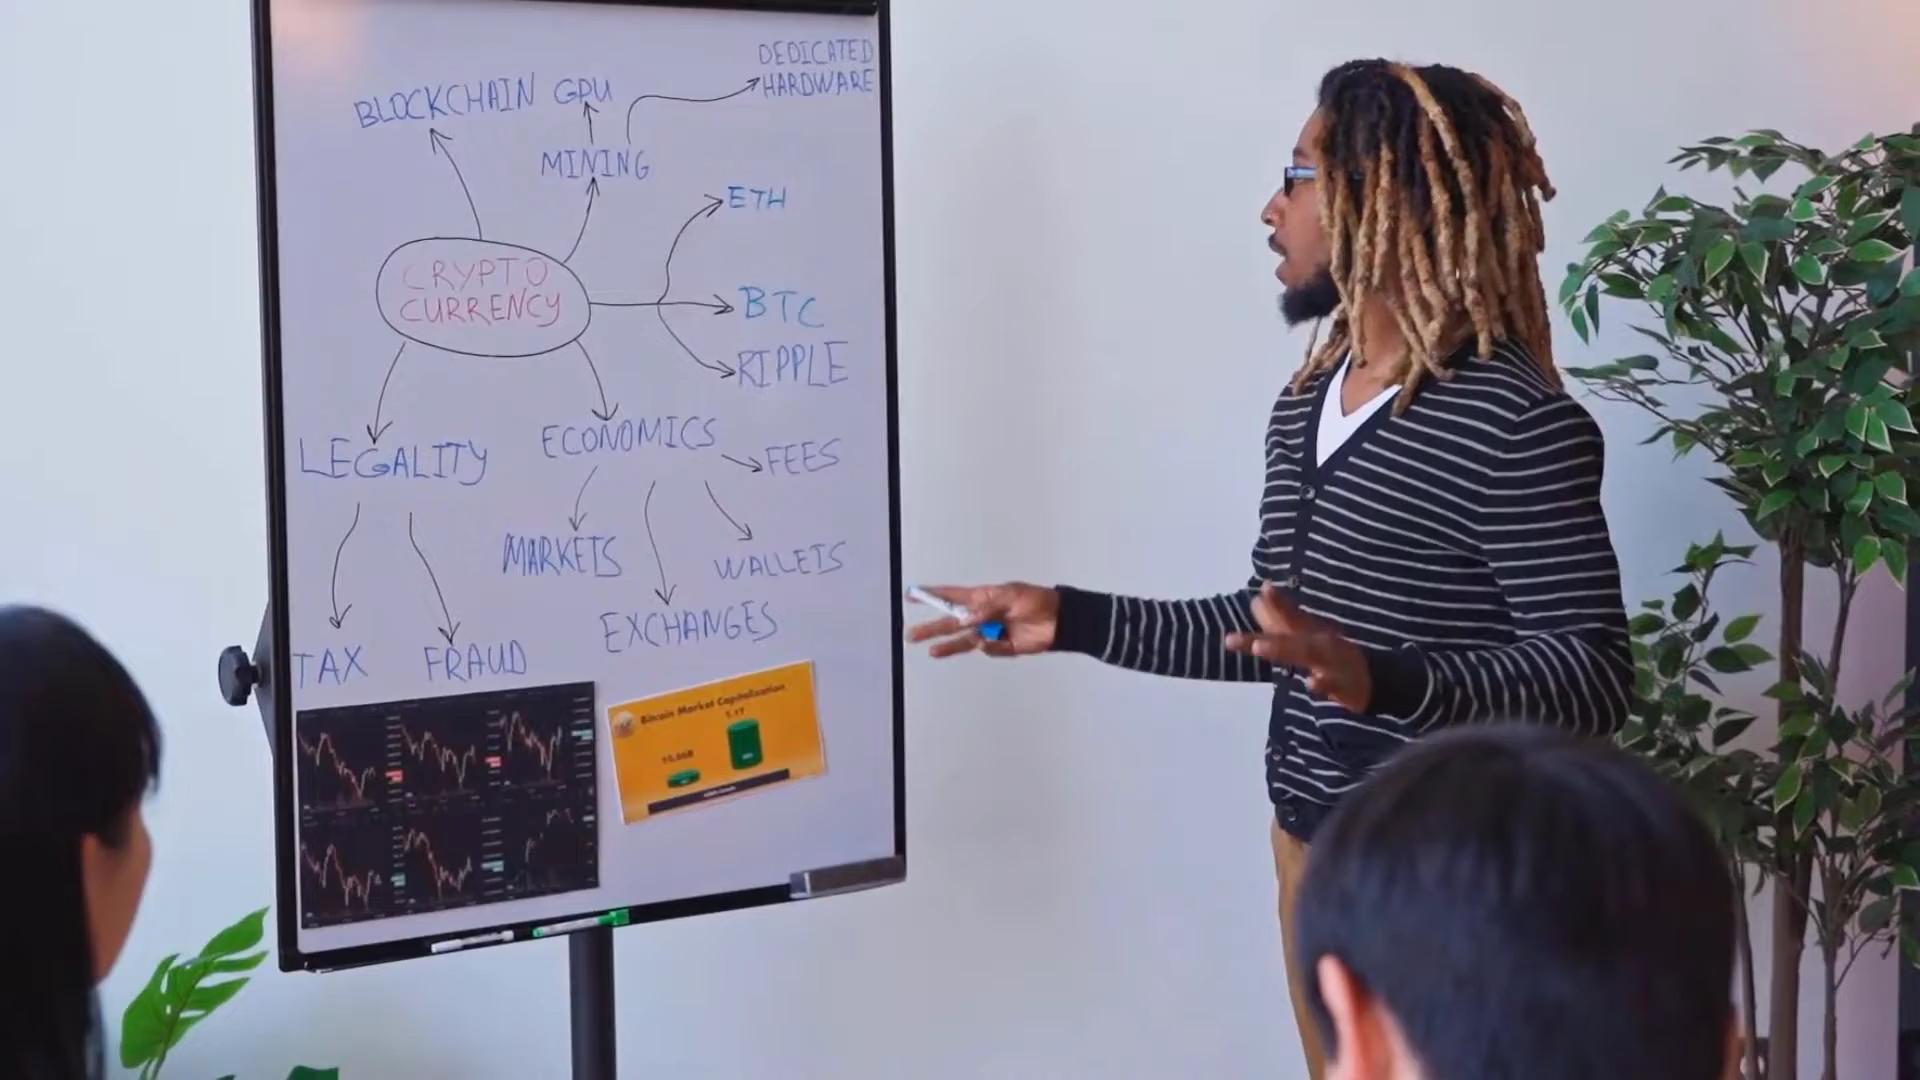 DEDICATED
HARDWARE
BLOCKCHAIN
GPU
MINING
ETH
CRYPTO
CURRENCY
BTC
RIPPLE
LEGALITY
ECONOMICS
FEES
MARKETS
WALLETS
EXCHANGES
TAX
FRAUD
Bitcoin Market Capitalization